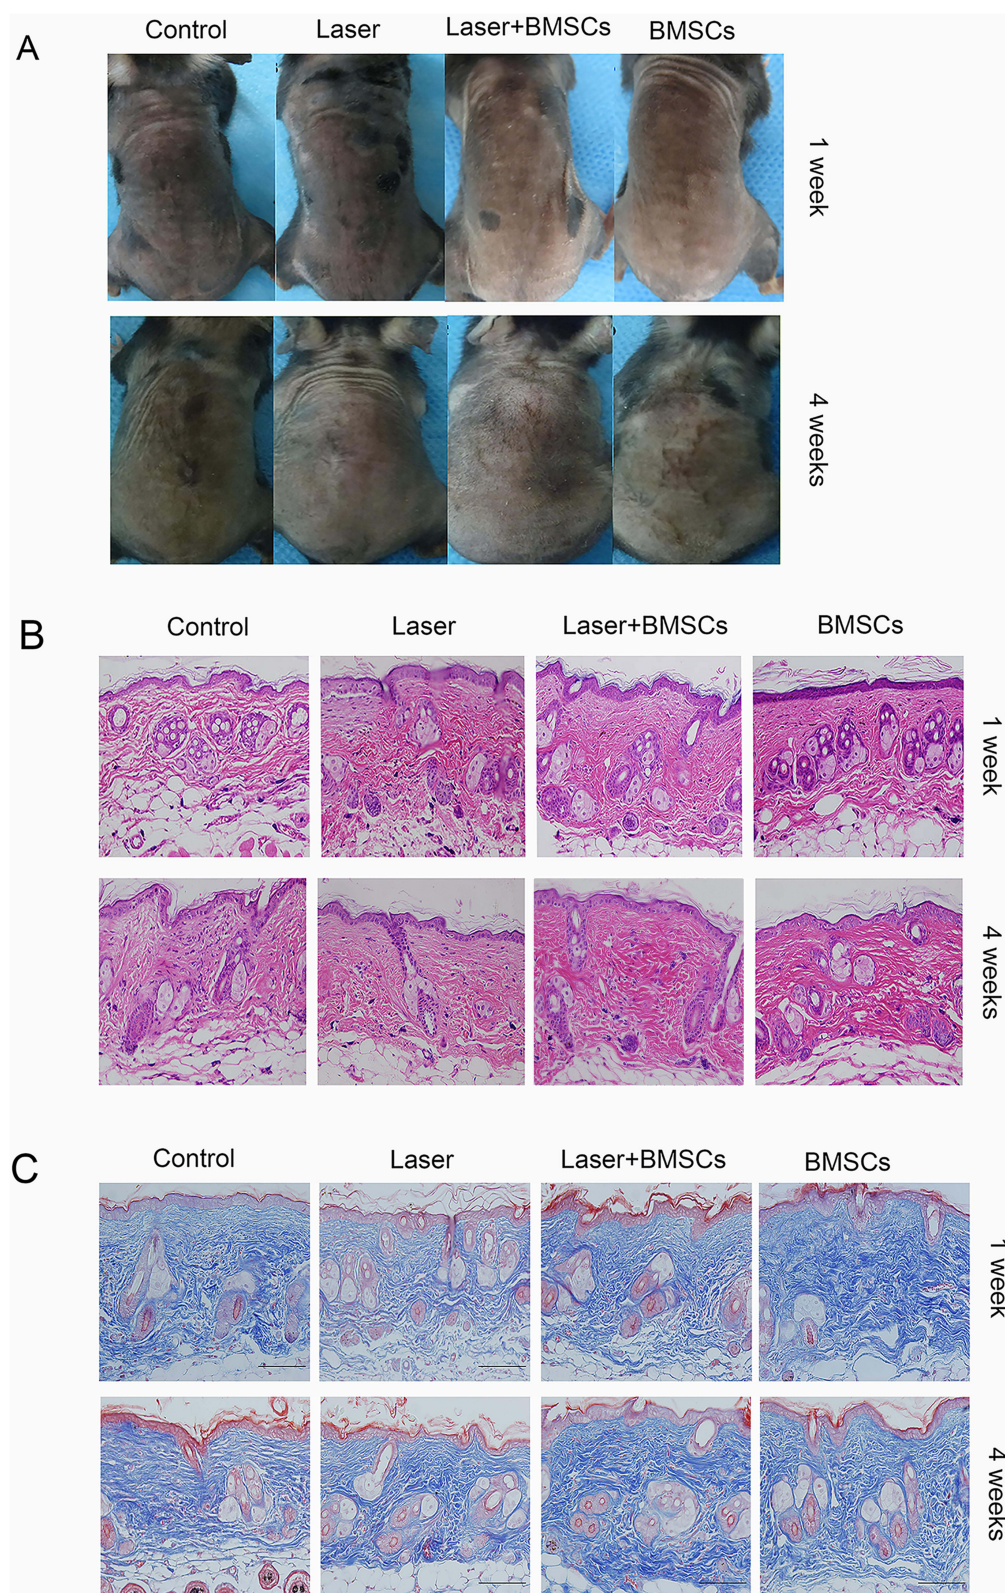 A
Control Laser Laser+BMSCs BMSCs
1 week
4 weeks
B
Control Laser Laser+BMSCs BMSCs
1 week
4 weeks
C
Control Laser Laser+BMSCs BMSCs
1 week
4 weeks